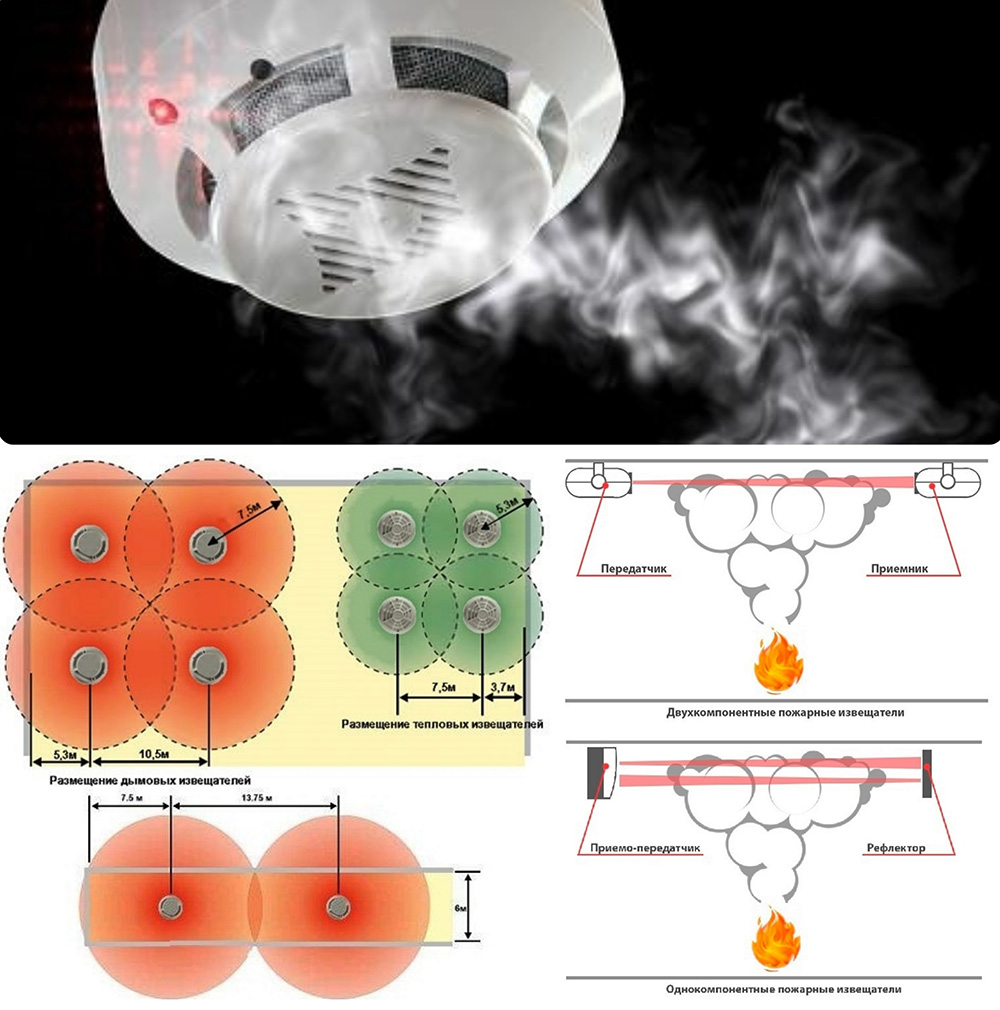 7.5м
5,3м
7,5м
3,7м
Размещение тепловых извещателей
5,3м
10,5м
Размещение дымовых извещателей
7.5 м
13.75 м
6м
Передатчик
Приемник
Двухкомпонентные пожарные извещатели
Приемо-передатчик
Рефлектор
Однокомпонентные пожарные извещатели